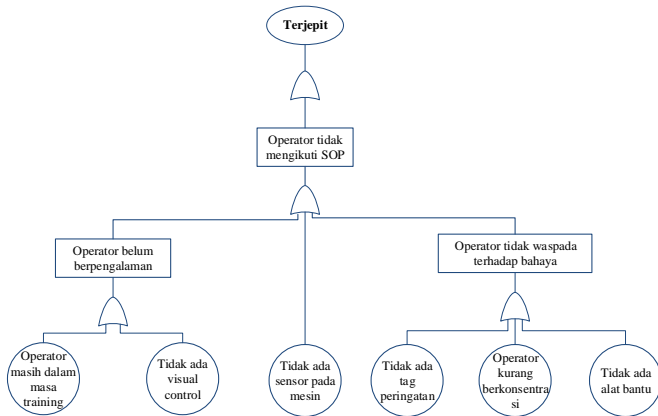 Terjepit
Operator tidak
mengikuti SOP
Operator belum
berpengalaman
Operator tidak waspada
terhadap bahaya
Operator
masih dalam
masa
training
Tidak ada
visual
control
Tidak ada
sensor pada
mesin
Tidak ada
tag
peringatan
Operator
kurang
berkonsentra
si
Tidak ada
alat bantu